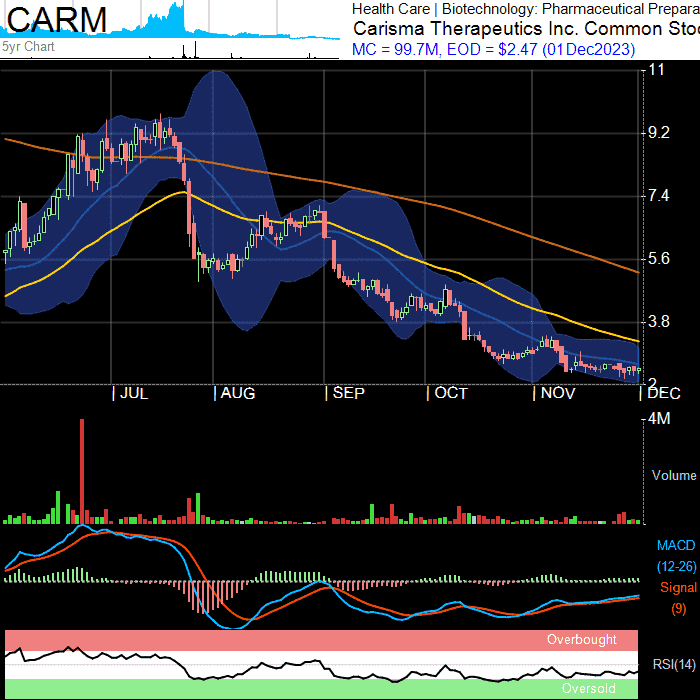 CARM
5yr Chart
Health Care | Biotechnology: Pharmaceutical Prepara
Carisma Therapeutics Inc. Common Stoc
MC = 99.7M, EOD = $2.47 (01Dec2023)
11
9.2
7.4
5.6
3.8
2
| JUL | AUG | SEP | OCT | NOV | DEC
4M
Volume
MACD
(12-26)
Signal
(9)
Overbought
RSI(14)
Oversold